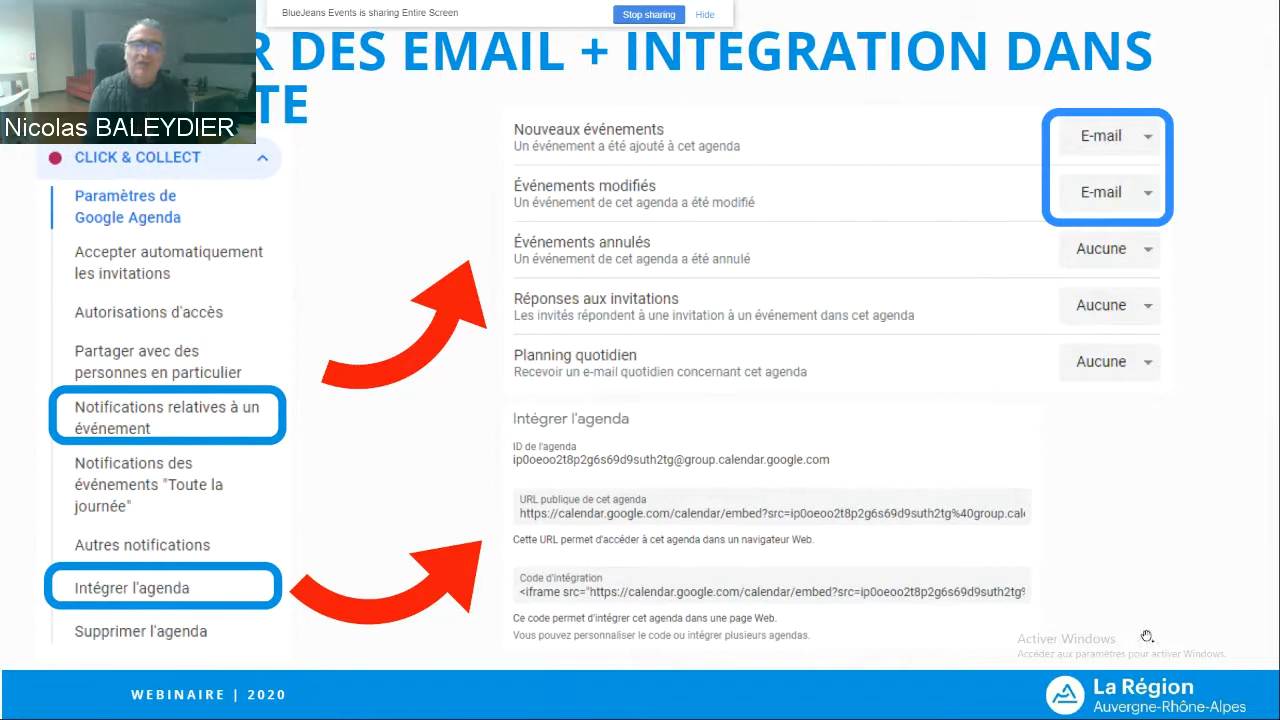 BlueJeans Events is sharing Entire Screen
Stop sharing
Hide
R DES EMAIL + INTEGRATION DANS
TE
Nicolas BALEYDIER
CLICK & COLLECT
Paramètres de
Google Agenda
Accepter automatiquement
les invitations
Autorisations d'accès
Partager avec des
personnes en particulier
Notifications relatives à un
événement
Notifications des
événements "Toute la
journée"
Autres notifications
Intégrer l'agenda
Supprimer l'agenda
Nouveaux événements
Un événement a été ajouté à cet agenda
E-mail
Événements modifiés
Un événement de cet agenda a été modifié
E-mail
Événements annulés
Un événement de cet agenda a été annulé
Aucune
Réponses aux invitations
Les invités répondent à une invitation à un événement dans cet agenda
Aucune
Planning quotidien
Recevoir un e-mail quotidien concernant cet agenda
Aucune
Intégrer l'agenda
ID de l'agenda
ip0oeoo2t8p2g6s69d9suth2tg@group.calendar.google.com
URL publique de cet agenda
https://calendar.google.com/calendar/embed?src=ip0oeoo2t8p2g6s69d9suth2tg%40group.cale
Cette URL permet d'accéder à cet agenda dans un navigateur Web.
Code d'intégration
<iframe src="https://calendar.google.com/calendar/embed?src=ip0oeoo2t8p2g6s69d9suth2tg%
Ce code permet d'intégrer cet agenda dans une page Web.
Vous pouvez personnaliser le code ou intégrer plusieurs agendas.
Activer Windows
Accédez aux paramètres pour activer Windows.
WEBINAIRE | 2020
La Région
Auvergne-Rhône-Alpes